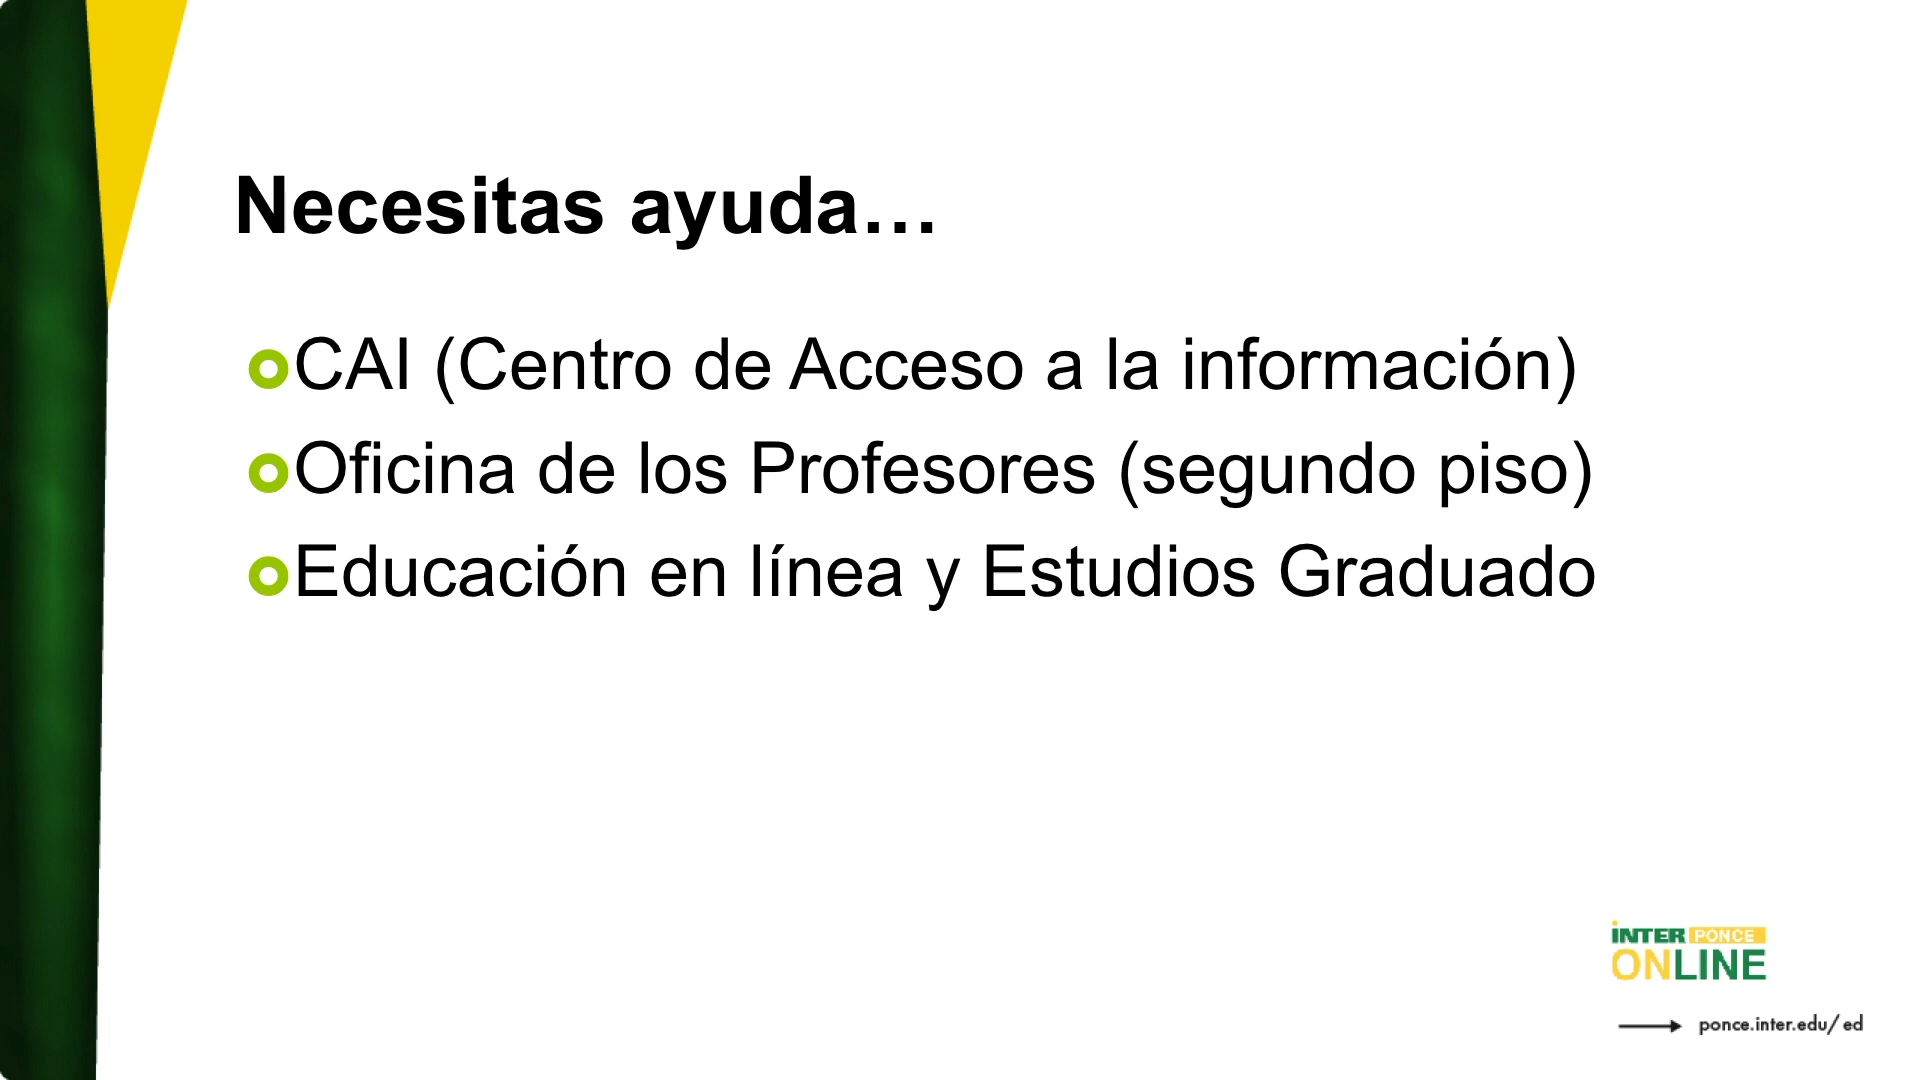 Necesitas ayuda…
CAI (Centro de Acceso a la información)
Oficina de los Profesores (segundo piso)
Educación en línea y Estudios Graduado
iNTER PONCE
ONLINE
ponce.inter.edu/ed